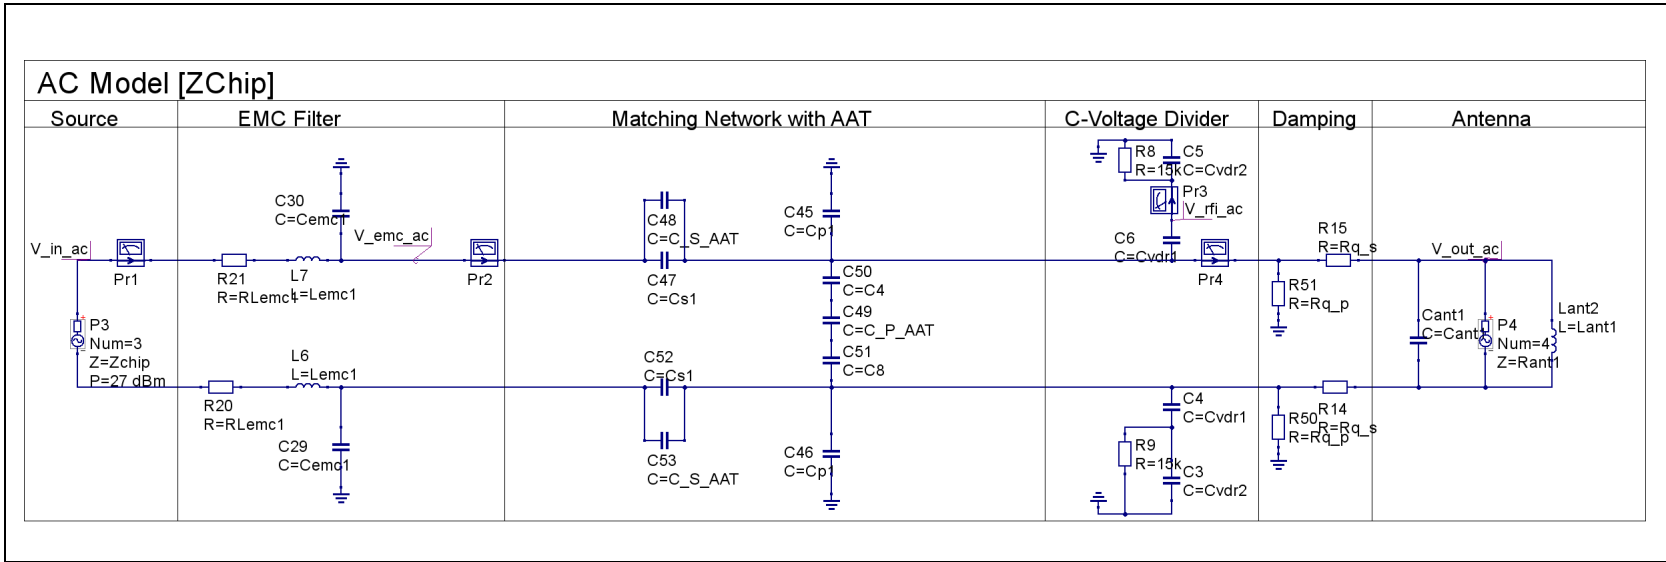 AC Model [ZChip]
Source
EMC Filter
Matching Network with AAT
C-Voltage Divider
Damping
Antenna
V_in_ac
Pr1
P3
Num=3
Z=Zchip
P=27 dBm
C30
C=Cemc1
R21
R=RLemc1
L7
L=Lemc1
V_emc_ac
Pr2
L6
L=Lemc1
R20
R=RLemc1
C29
C=Cemc1
C48
C=C_S_AAT
C47
C=Cs1
C45
C=Cp1
C50
C=C4
C49
C=C_P_AAT
C51
C=C8
C52
C=Cs1
C53
C=C_S_AAT
C46
C=Cp1
R8
R=15k
C5
C=Cvdr2
Pr3
V_rfi_ac
C6
C=Cvdr1
Pr4
C4
C=Cvdr1
R9
R=15k
C3
C=Cvdr2
R15
R=Rq_s
R51
R=Rq_p
R14
R=Rq_s
R50
R=Rq_p
V_out_ac
Cant1
C=Cant1
P4
Num=4
Z=Rant1
Lant2
L=Lant1